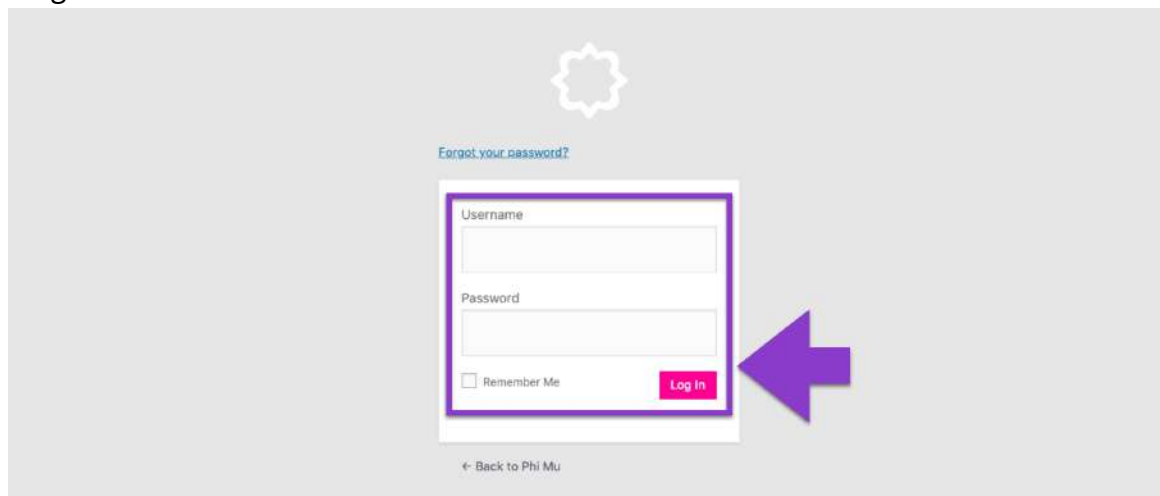 Forgot your password?
Username
Password
Remember Me
Log In
← Back to Phi Mu